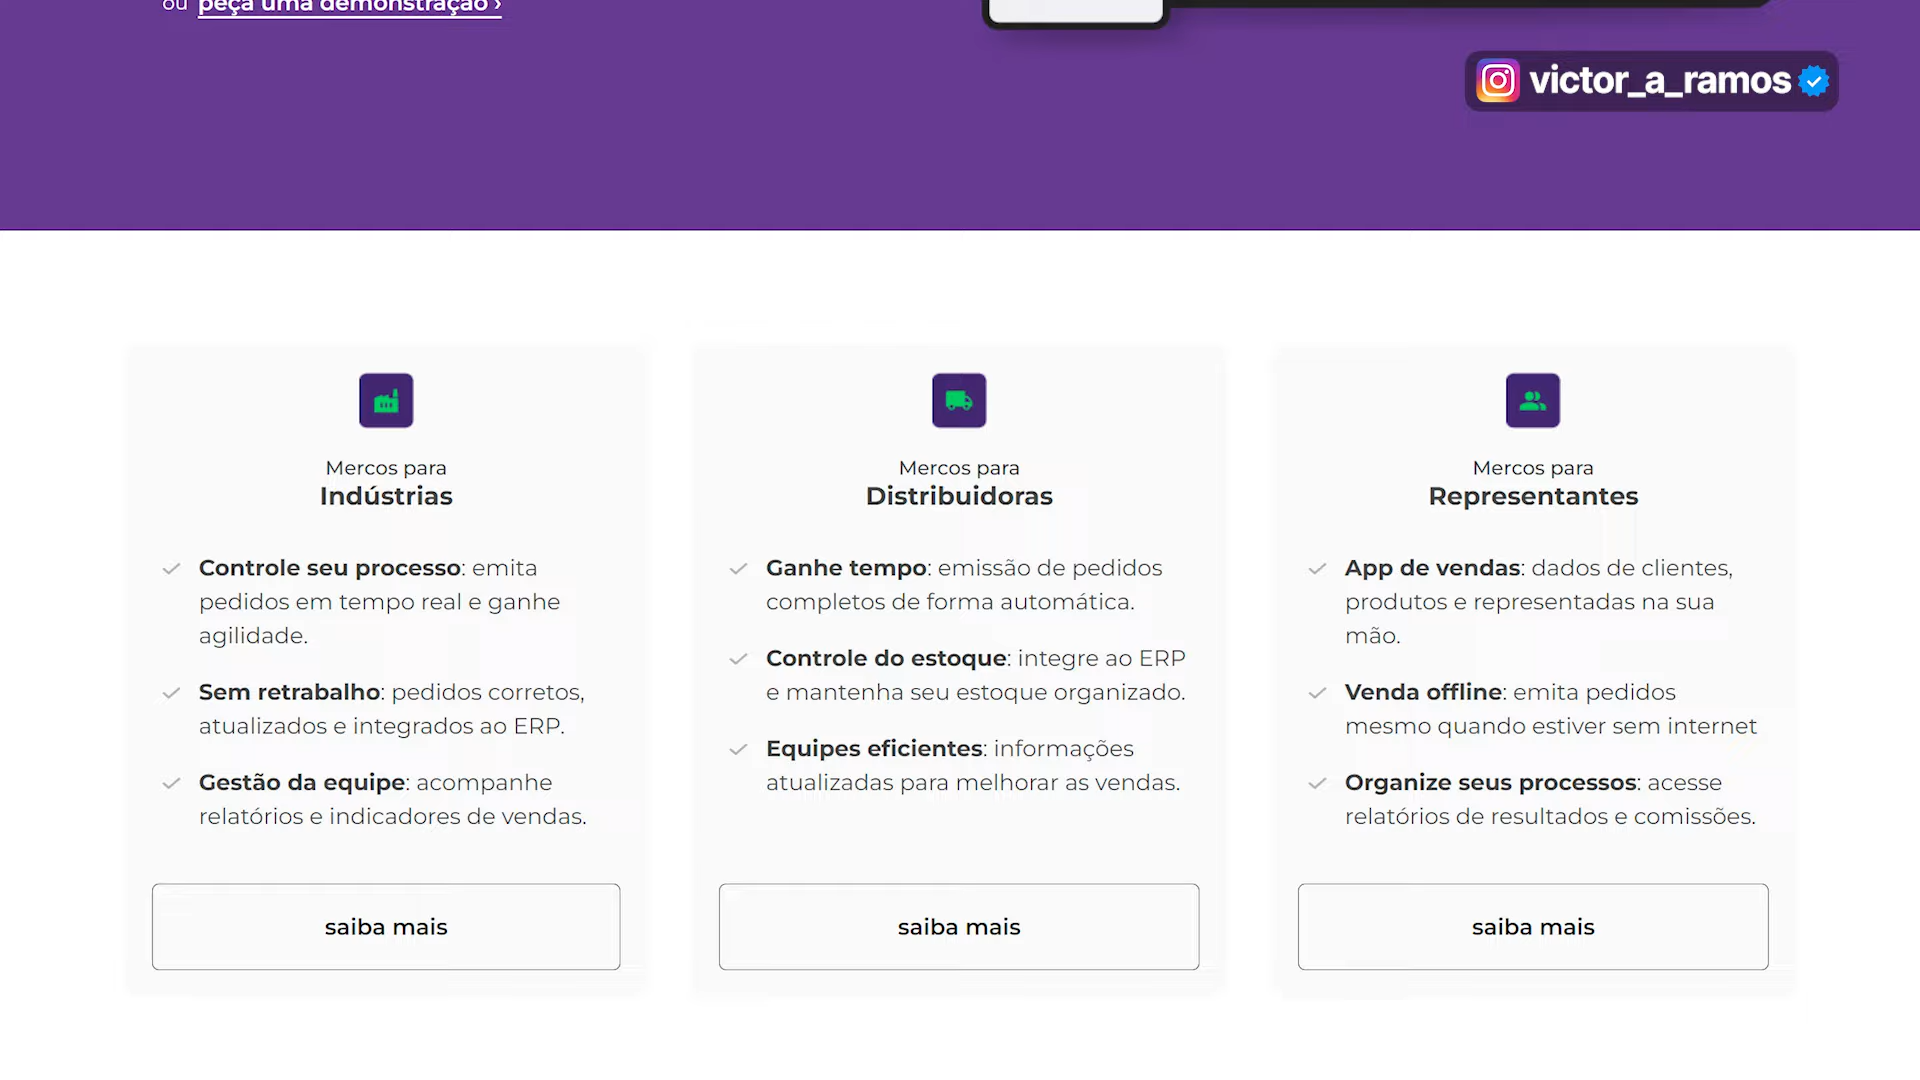 ou peça uma demonstração ›
victor_a_ramos
Mercos para
Indústrias
Controle seu processo: emita
pedidos em tempo real e ganhe
agilidade.
Sem retrabalho: pedidos corretos,
atualizados e integrados ao ERP.
Gestão da equipe: acompanhe
relatórios e indicadores de vendas.
saiba mais
Mercos para
Distribuidoras
Ganhe tempo: emissão de pedidos
completos de forma automática.
Controle do estoque: integre ao ERP
e mantenha seu estoque organizado.
Equipes eficientes: informações
atualizadas para melhorar as vendas.
saiba mais
Mercos para
Representantes
App de vendas: dados de clientes,
produtos e representadas na sua
mão.
Venda offline: emita pedidos
mesmo quando estiver sem internet
Organize seus processos: acesse
relatórios de resultados e comissões.
saiba mais